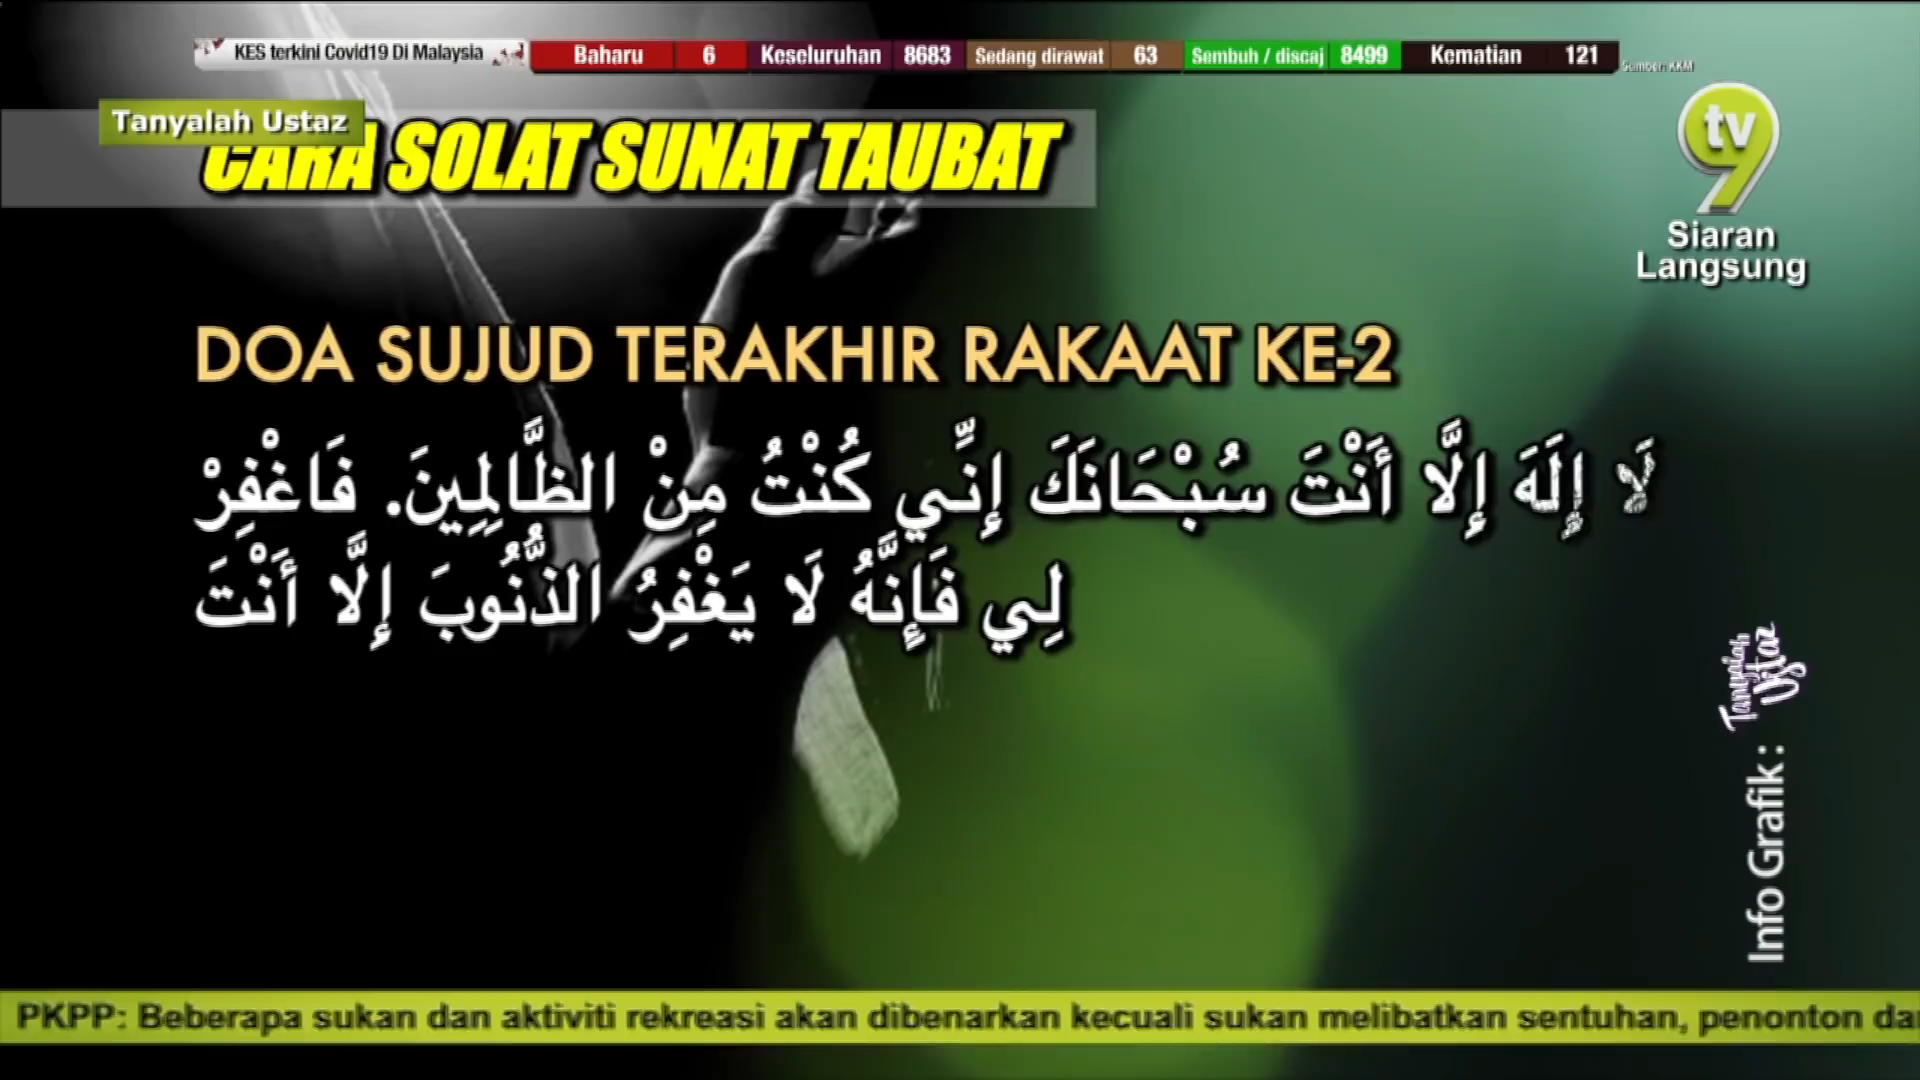 KES terkini Covid19 Di Malaysia Baharu 6 Keseluruhan 8683 Sedang dirawat 63 Sembuh / discaj 8499 Kematian 121
Sumber: KKM
Tanyalah Ustaz
CARA SOLAT SUNAT TAUBAT
tv9
Siaran
Langsung
DOA SUJUD TERAKHIR RAKAAT KE-2
لَا إِلَهَ إِلَّا أَنْتَ سُبْحَانَكَ إِنِّي كُنْتُ مِنْ الظَّالِمِينَ. فَاغْفِرْ
لِي فَإِنَّهُ لَا يَغْفِرُ الذُّنُوبَ إِلَّا أَنْتَ
Info Grafik : Tanyalah Ustaz
PKPP: Beberapa sukan dan aktiviti rekreasi akan dibenarkan kecuali sukan melibatkan sentuhan, penonton dan